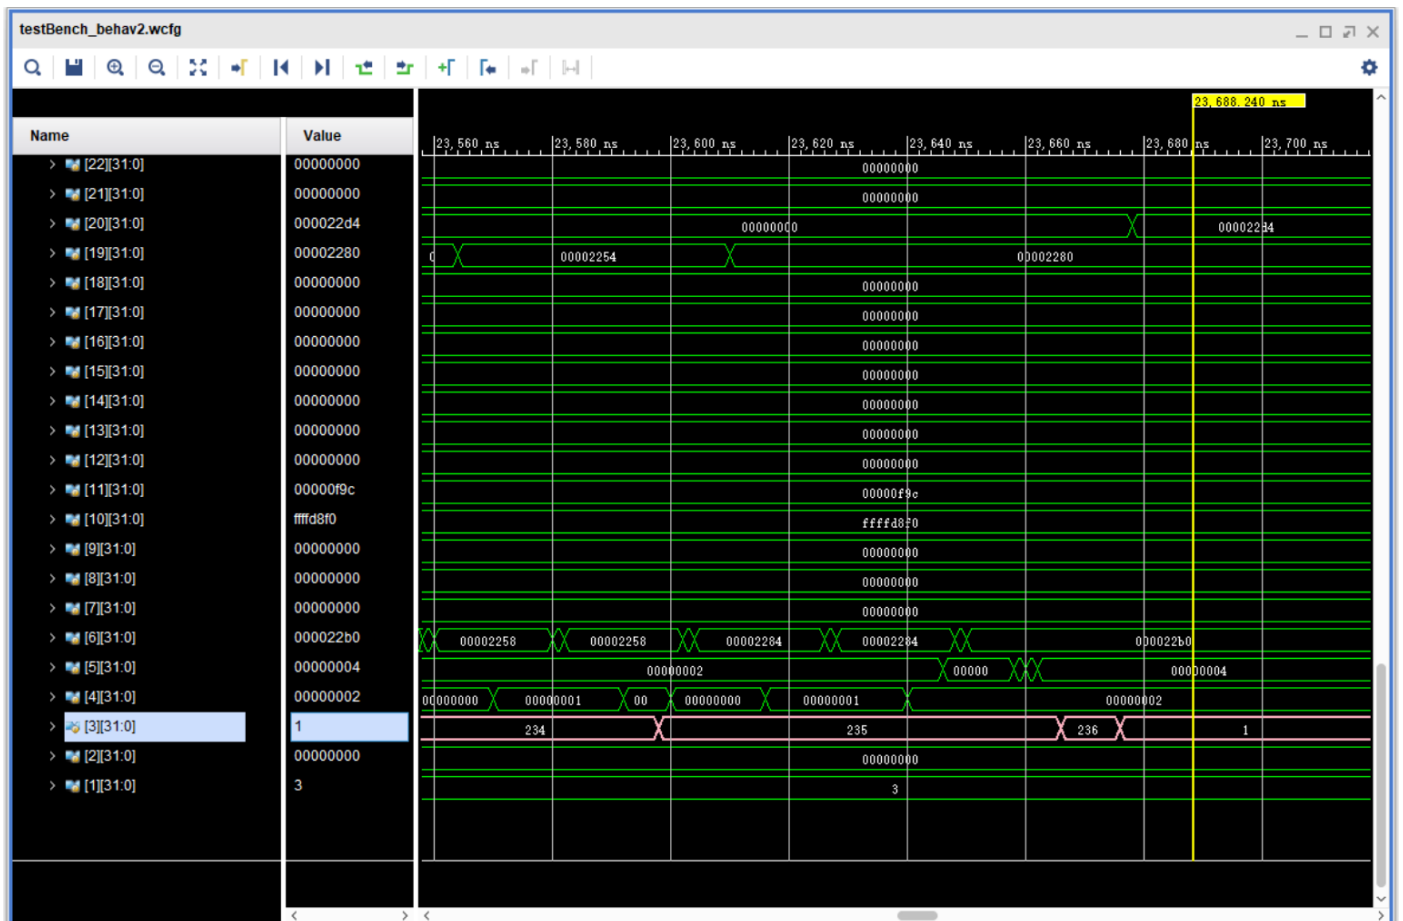 testBench_behav2.wcfg
23,688.240 ns
Name Value 23,560 ns 23,580 ns 23,600 ns 23,620 ns 23,640 ns 23,660 ns 23,680 ns 23,700 ns
[22][31:0] 00000000 00000000
[21][31:0] 00000000 00000000
[20][31:0] 000022d4 00000000 000022d4
[19][31:0] 00002280 0 00002254 00002280
[18][31:0] 00000000 00000000
[17][31:0] 00000000 00000000
[16][31:0] 00000000 00000000
[15][31:0] 00000000 00000000
[14][31:0] 00000000 00000000
[13][31:0] 00000000 00000000
[12][31:0] 00000000 00000000
[11][31:0] 00000f9c 00000f9c
[10][31:0] ffffd8f0 ffffd8f0
[9][31:0] 00000000 00000000
[8][31:0] 00000000 00000000
[7][31:0] 00000000 00000000
[6][31:0] 000022b0 00002258 00002258 00002284 00002284 000022b0
[5][31:0] 00000004 00000002 00000 00000004
[4][31:0] 00000002 00000000 00000001 00 00000000 00000001 00000002
[3][31:0] 1 234 235 236 1
[2][31:0] 00000000 00000000
[1][31:0] 3 3